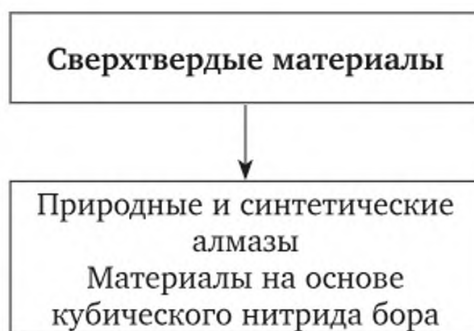 Сверхтвердые материалы
Природные и синтетические
алмазы
Материалы на основе
кубического нитрида бора